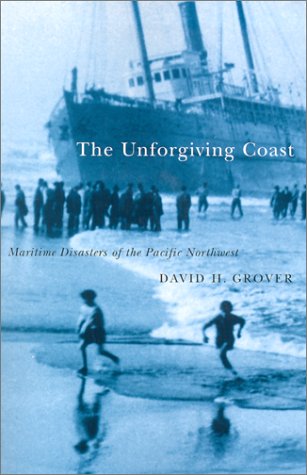 The Unforgiving Coast
Maritime Disasters of the Pacific Northwest
DAVID H. GROVER